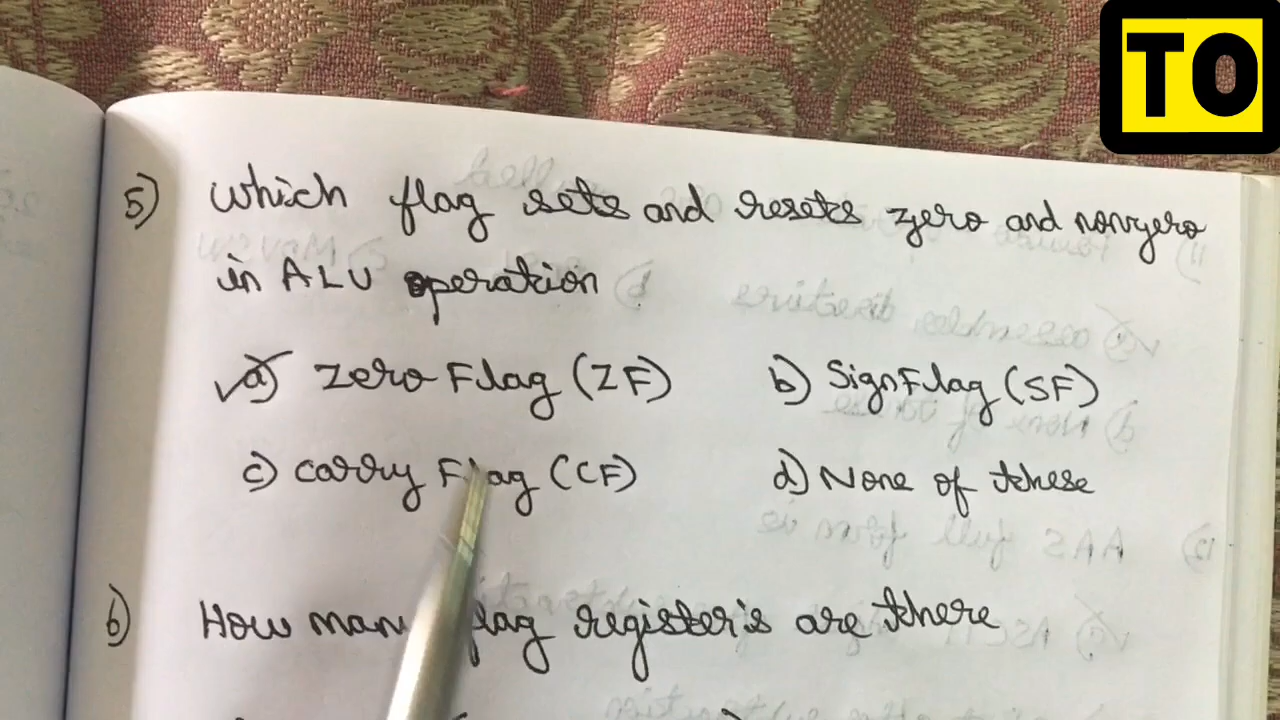 TO
5) Which flag sets and resets zero and nonzero
in ALU operation
a) Zero Flag (ZF) b) Sign Flag (SF)
c) Carry Flag (CF) d) None of these
6) How many flag register's are there